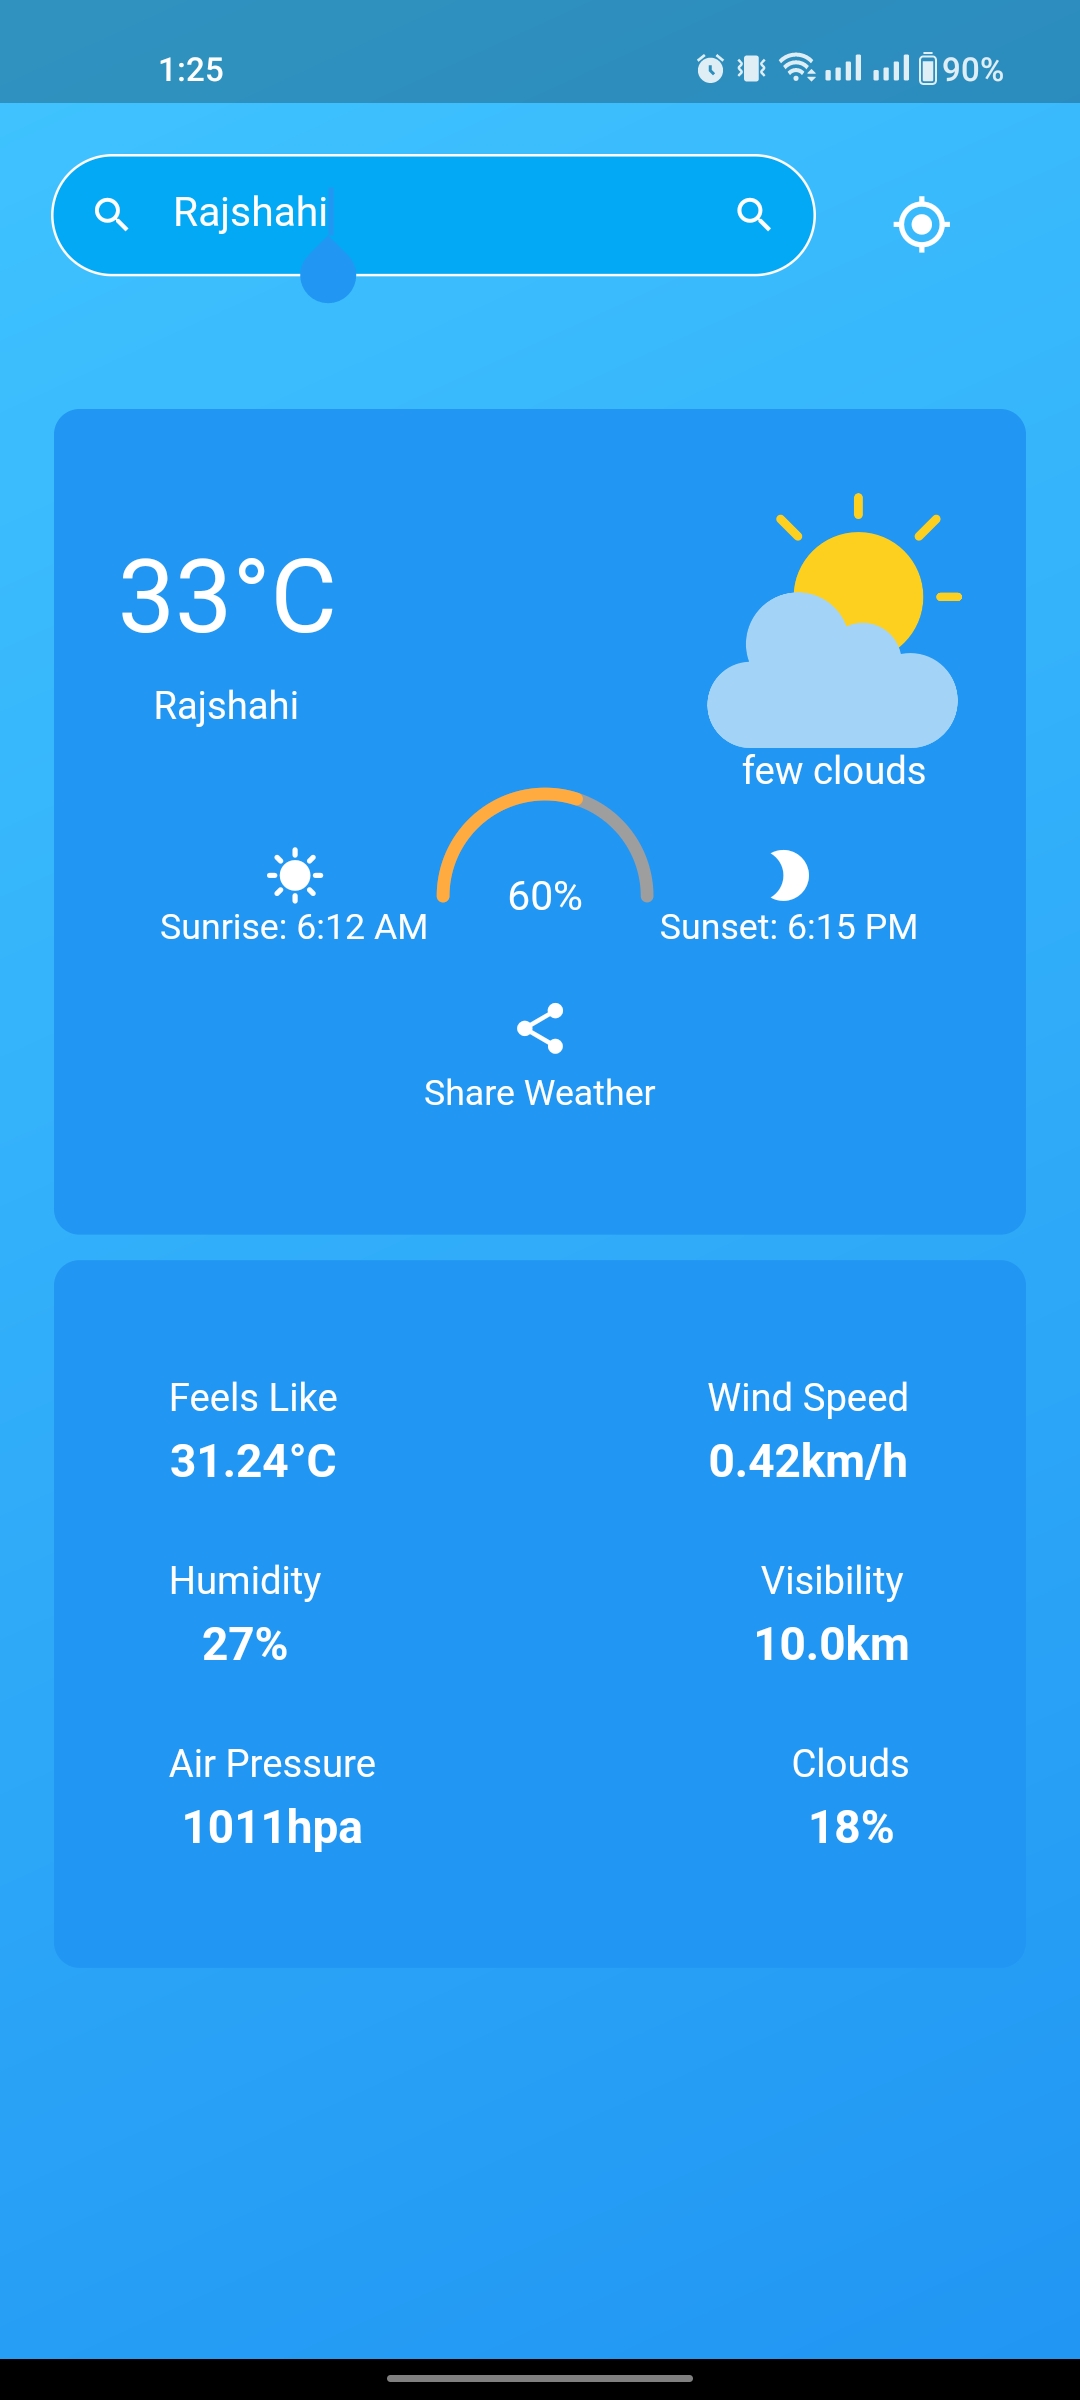 1:25 90%
Rajshahi
33°C
Rajshahi
few clouds
60%
Sunrise: 6:12 AM Sunset: 6:15 PM
Share Weather
Feels Like Wind Speed
31.24°C 0.42km/h
Humidity Visibility
27% 10.0km
Air Pressure Clouds
1011hpa 18%